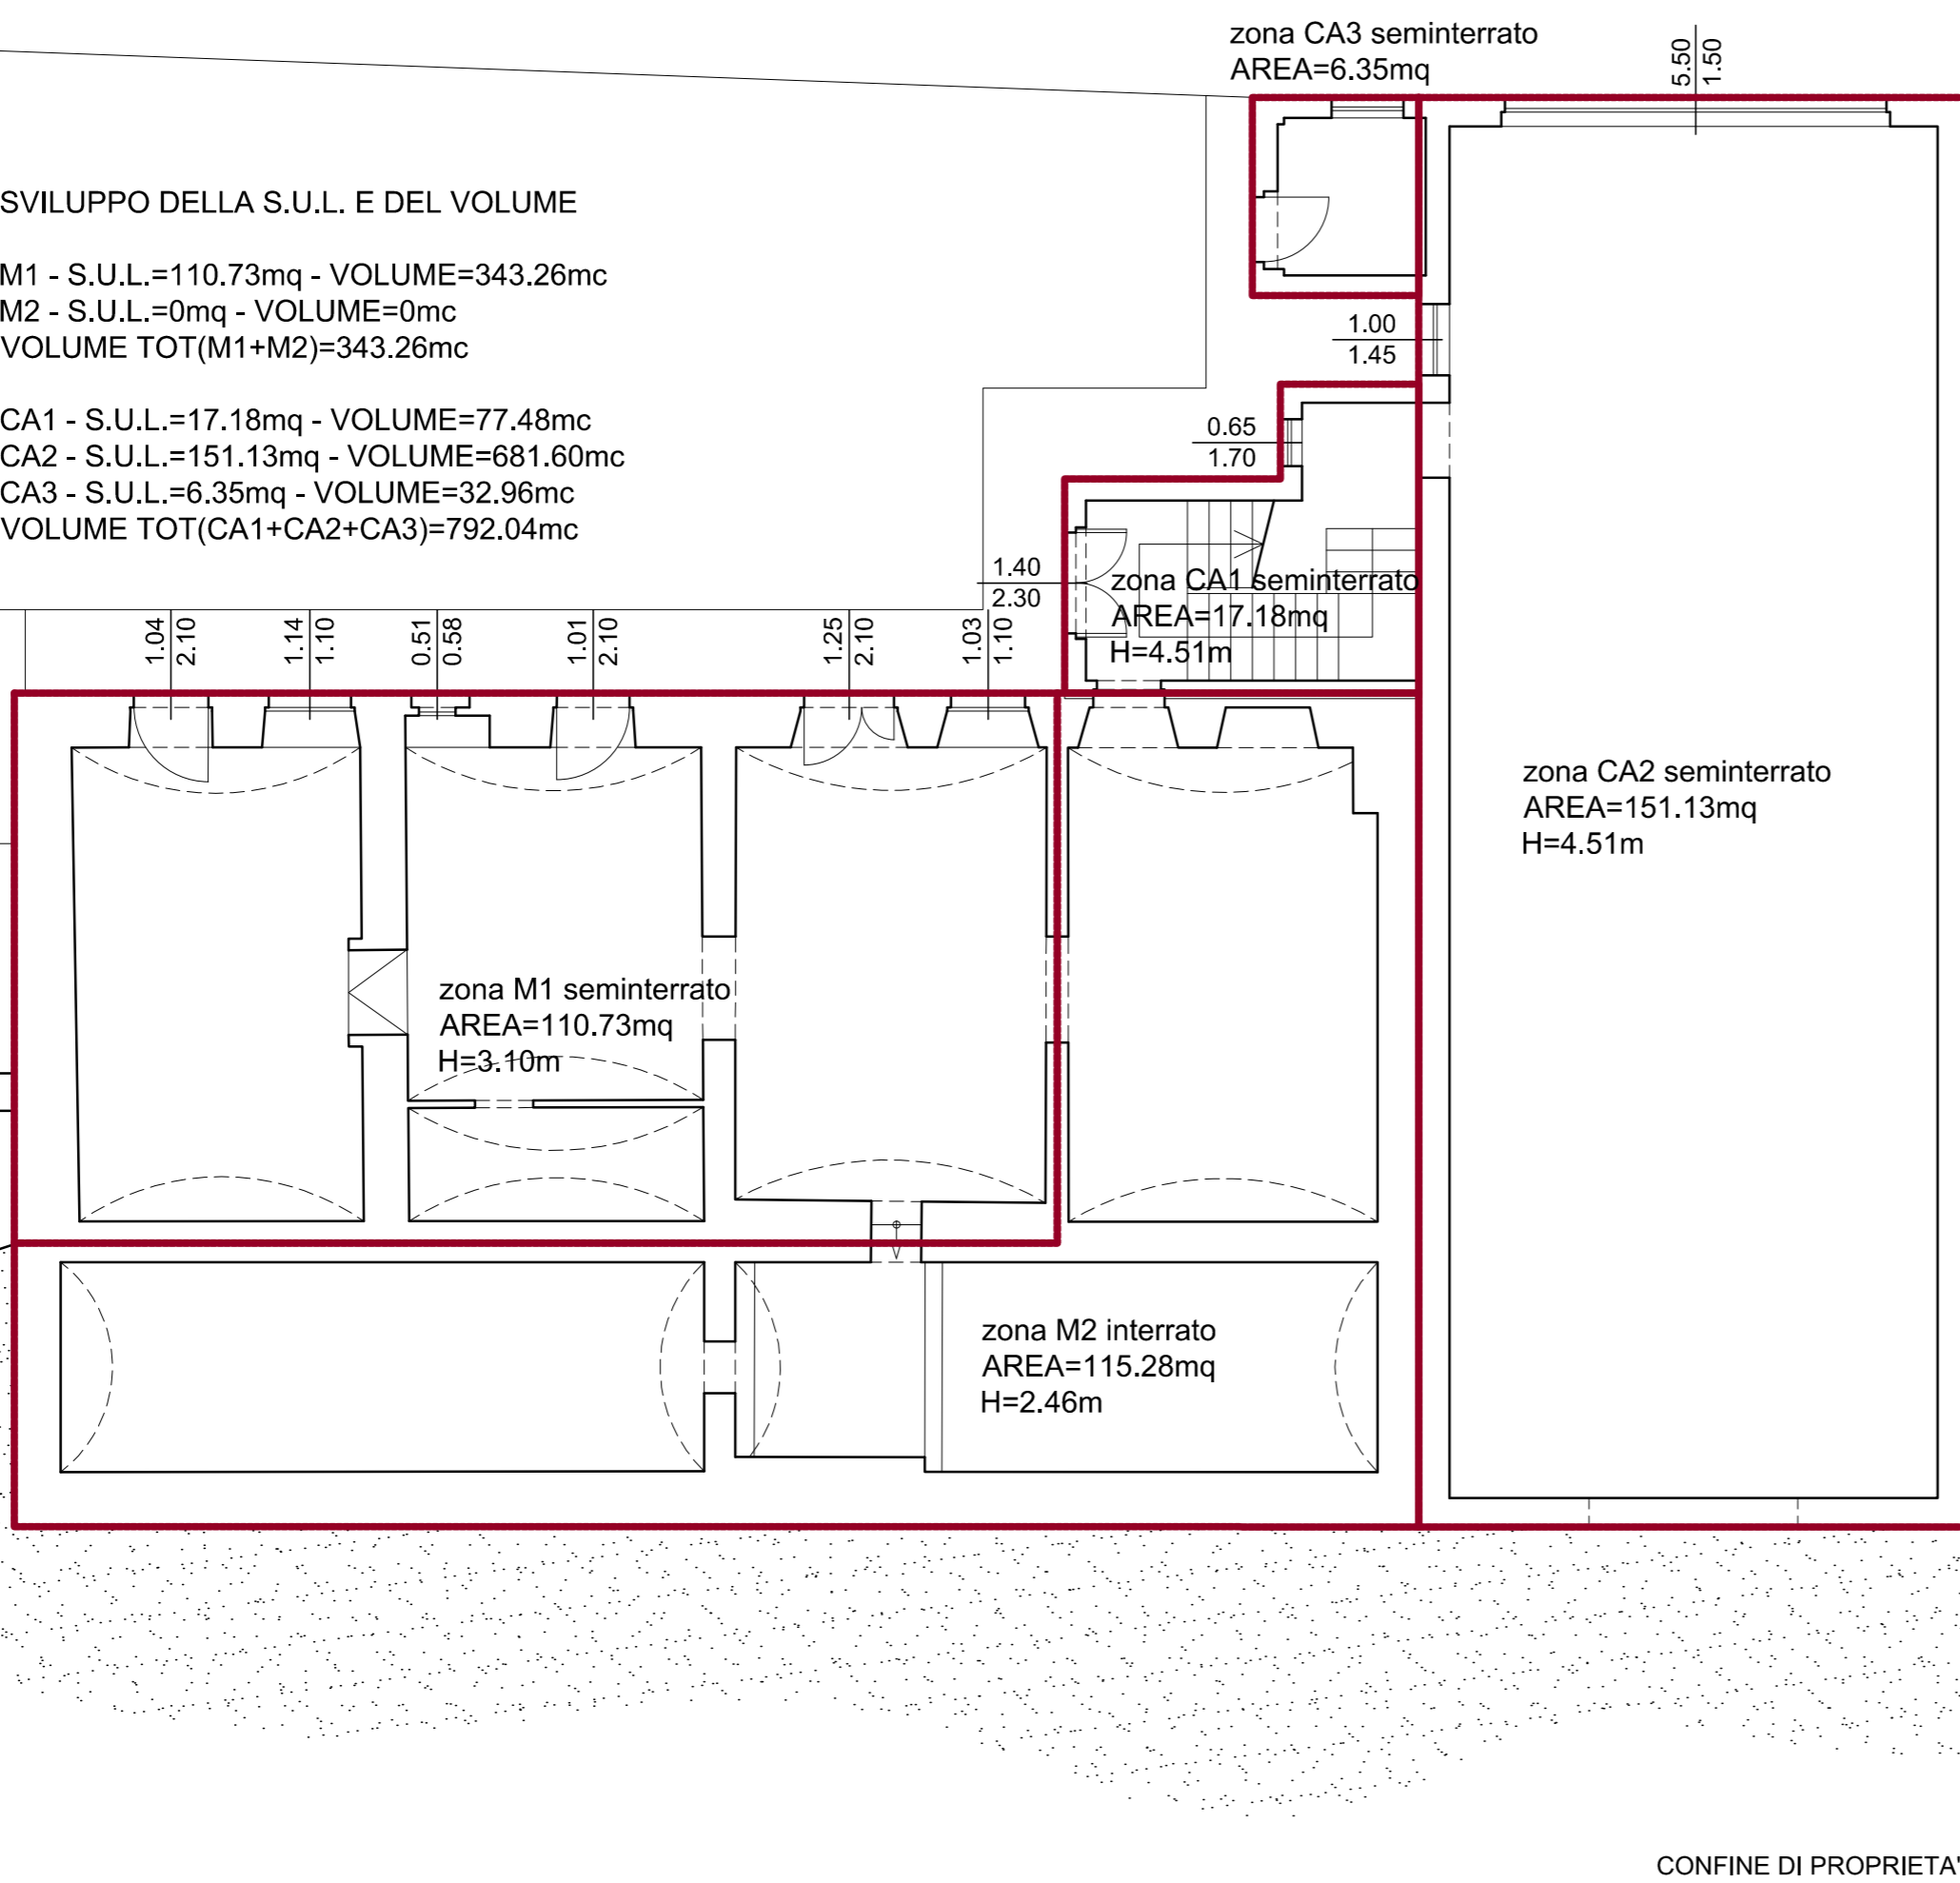 zona CA3 seminterrato
AREA=6.35mq
5.50
1.50
SVILUPPO DELLA S.U.L. E DEL VOLUME
M1 - S.U.L.=110.73mq - VOLUME=343.26mc
M2 - S.U.L.=0mq - VOLUME=0mc
VOLUME TOT(M1+M2)=343.26mc
CA1 - S.U.L.=17.18mq - VOLUME=77.48mc
CA2 - S.U.L.=151.13mq - VOLUME=681.60mc
CA3 - S.U.L.=6.35mq - VOLUME=32.96mc
VOLUME TOT(CA1+CA2+CA3)=792.04mc
1.00
1.45
0.65
1.70
1.40
2.30
zona CA1 seminterrato
AREA=17.18mq
H=4.51m
1.04
2.10
1.14
1.10
0.51
0.58
1.01
2.10
1.25
2.10
1.03
1.10
zona CA2 seminterrato
AREA=151.13mq
H=4.51m
zona M1 seminterrato
AREA=110.73mq
H=3.10m
zona M2 interrato
AREA=115.28mq
H=2.46m
CONFINE DI PROPRIETA'